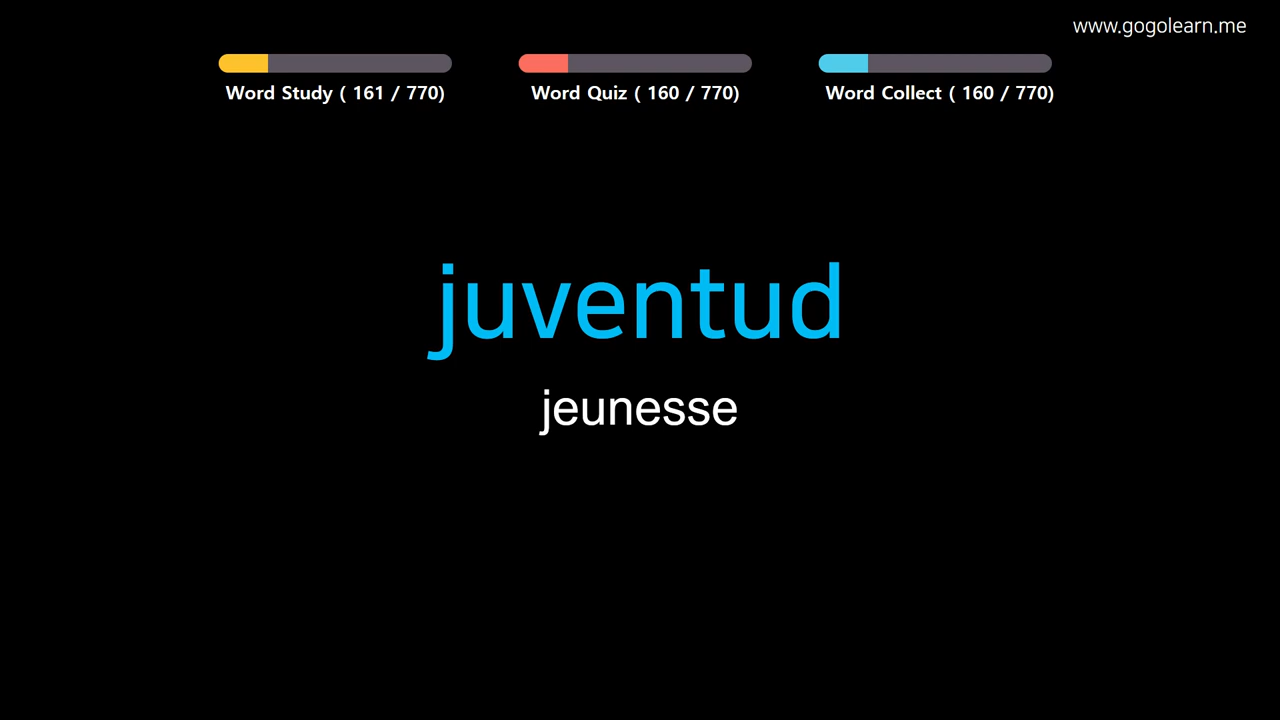 www.gogolearn.me
Word Study ( 161 / 770)
Word Quiz ( 160 / 770)
Word Collect ( 160 / 770)
juventud
jeunesse